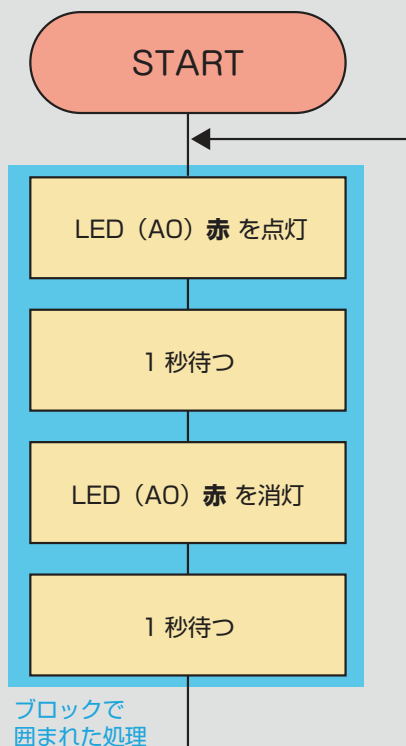 START
LED（A0）赤 を点灯
1 秒待つ
LED（A0）赤 を消灯
1 秒待つ
ブロックで
囲まれた処理